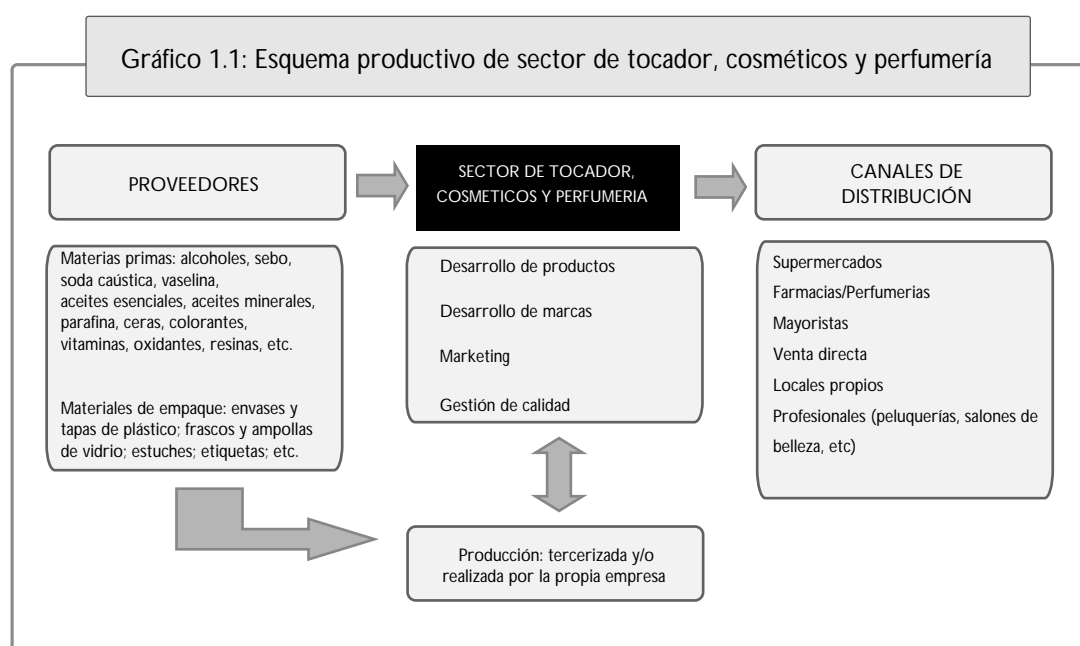 Gráfico 1.1: Esquema productivo de sector de tocador, cosméticos y perfumería
PROVEEDORES
SECTOR DE TOCADOR,
COSMETICOS Y PERFUMERIA
CANALES DE
DISTRIBUCIÓN
Materias primas: alcoholes, sebo,
soda caústica, vaselina,
aceites esenciales, aceites minerales,
parafina, ceras, colorantes,
vitaminas, oxidantes, resinas, etc.
Materiales de empaque: envases y
tapas de plástico; frascos y ampollas
de vidrio; estuches; etiquetas; etc.
Desarrollo de productos
Desarrollo de marcas
Marketing
Gestión de calidad
Supermercados
Farmacias/Perfumerias
Mayoristas
Venta directa
Locales propios
Profesionales (peluquerías, salones de
belleza, etc)
Producción: tercerizada y/o
realizada por la propia empresa